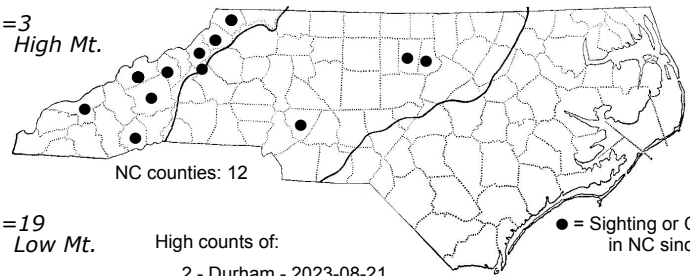 =3
High Mt.
NC counties: 12
=19
Low Mt.
High counts of:
2 - Durham - 2023-08-21
● = Sighting or
in NC